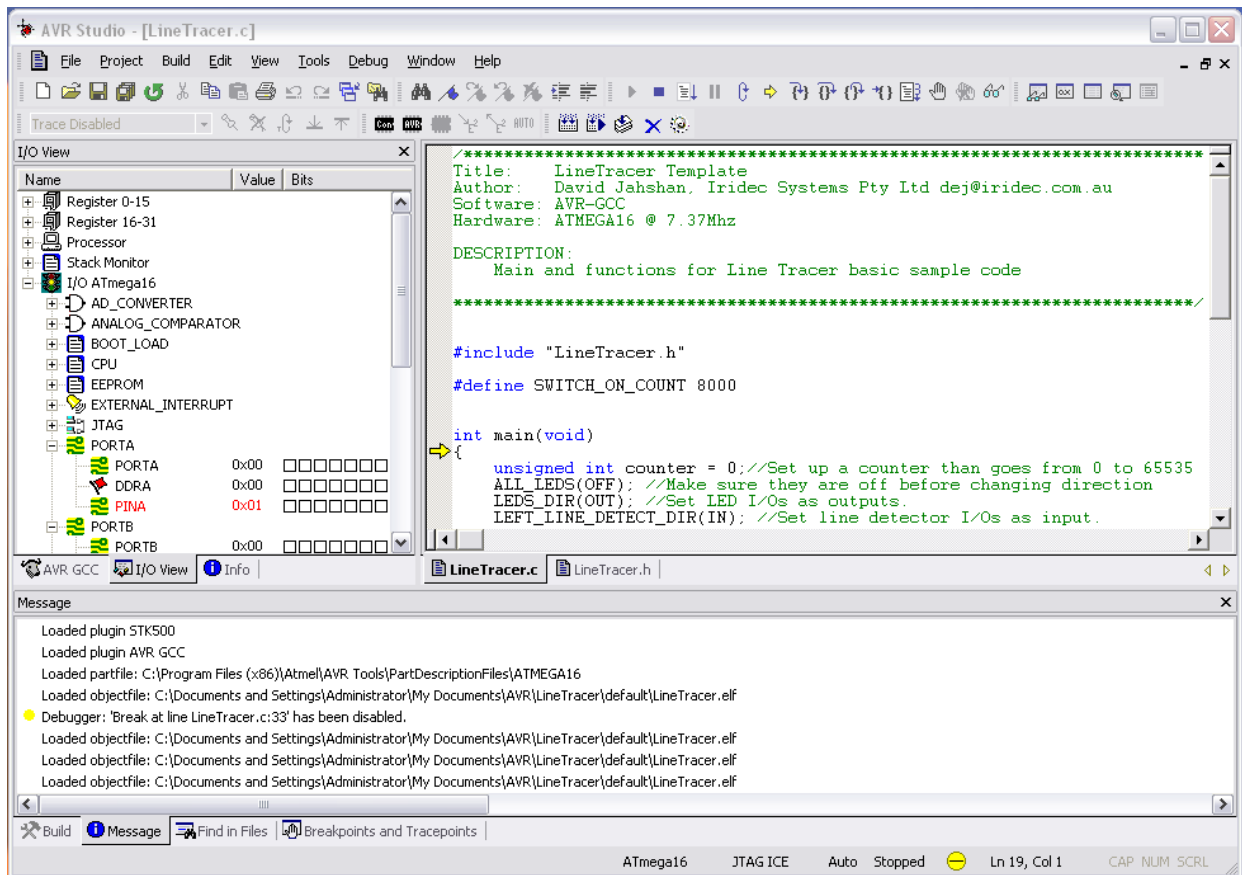 AVR Studio - [LineTracer.c]
File Project Build Edit View Tools Debug Window Help
Trace Disabled
Con AVR AUTO
I/O View
Name Value Bits
Register 0-15
Register 16-31
Processor
Stack Monitor
I/O ATmega16
AD_CONVERTER
ANALOG_COMPARATOR
BOOT_LOAD
CPU
EEPROM
EXTERNAL_INTERRUPT
JTAG
PORTA
PORTA 0x00
DDRA 0x00
PINA 0x01
PORTB
PORTB 0x00
AVR GCC I/O View Info
/*************************************************************************
Title: LineTracer Template
Author: David Jahshan, Iridec Systems Pty Ltd dej@iridec.com.au
Software: AVR-GCC
Hardware: ATMEGA16 @ 7.37Mhz
DESCRIPTION:
Main and functions for Line Tracer basic sample code
*************************************************************************/
#include "LineTracer.h"
#define SWITCH_ON_COUNT 8000
int main(void)
{
unsigned int counter = 0;//Set up a counter than goes from 0 to 65535
ALL_LEDS(OFF); //Make sure they are off before changing direction
LEDS_DIR(OUT); //Set LED I/Os as outputs.
LEFT_LINE_DETECT_DIR(IN); //Set line detector I/Os as input.
LineTracer.c LineTracer.h
Message
Loaded plugin STK500
Loaded plugin AVR GCC
Loaded partfile: C:\Program Files (x86)\Atmel\AVR Tools\PartDescriptionFiles\ATMEGA16
Loaded objectfile: C:\Documents and Settings\Administrator\My Documents\AVR\LineTracer\default\LineTracer.elf
Debugger: 'Break at line LineTracer.c:33' has been disabled.
Loaded objectfile: C:\Documents and Settings\Administrator\My Documents\AVR\LineTracer\default\LineTracer.elf
Loaded objectfile: C:\Documents and Settings\Administrator\My Documents\AVR\LineTracer\default\LineTracer.elf
Loaded objectfile: C:\Documents and Settings\Administrator\My Documents\AVR\LineTracer\default\LineTracer.elf
Build Message Find in Files Breakpoints and Tracepoints
ATmega16 JTAG ICE Auto Stopped Ln 19, Col 1 CAP NUM SCRL